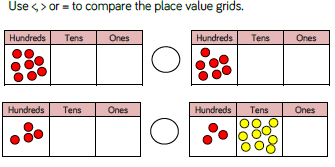 Use <, > or = to compare the place value grids.
Hundreds Tens Ones Hundreds Tens Ones
Hundreds Tens Ones Hundreds Tens Ones